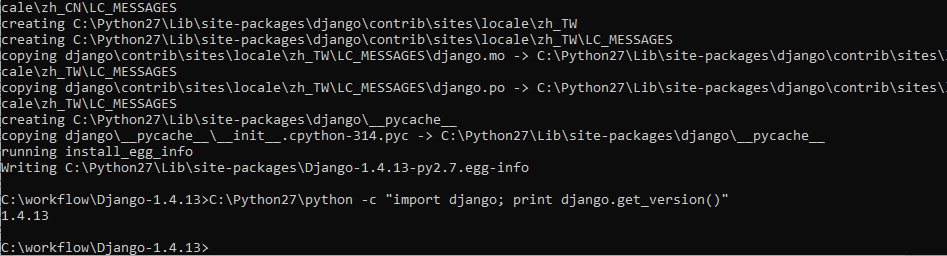 cale\zh_CN\LC_MESSAGES
creating C:\Python27\Lib\site-packages\django\contrib\sites\locale\zh_TW
creating C:\Python27\Lib\site-packages\django\contrib\sites\locale\zh_TW\LC_MESSAGES
copying django\contrib\sites\locale\zh_TW\LC_MESSAGES\django.mo -> C:\Python27\Lib\site-packages\django\contrib\sites\
cale\zh_TW\LC_MESSAGES
copying django\contrib\sites\locale\zh_TW\LC_MESSAGES\django.po -> C:\Python27\Lib\site-packages\django\contrib\sites\
cale\zh_TW\LC_MESSAGES
creating C:\Python27\Lib\site-packages\django\__pycache__
copying django\__pycache__\__init__.cpython-314.pyc -> C:\Python27\Lib\site-packages\django\__pycache__
running install_egg_info
Writing C:\Python27\Lib\site-packages\Django-1.4.13-py2.7.egg-info
C:\workflow\Django-1.4.13>C:\Python27\python -c "import django; print django.get_version()"
1.4.13
C:\workflow\Django-1.4.13>